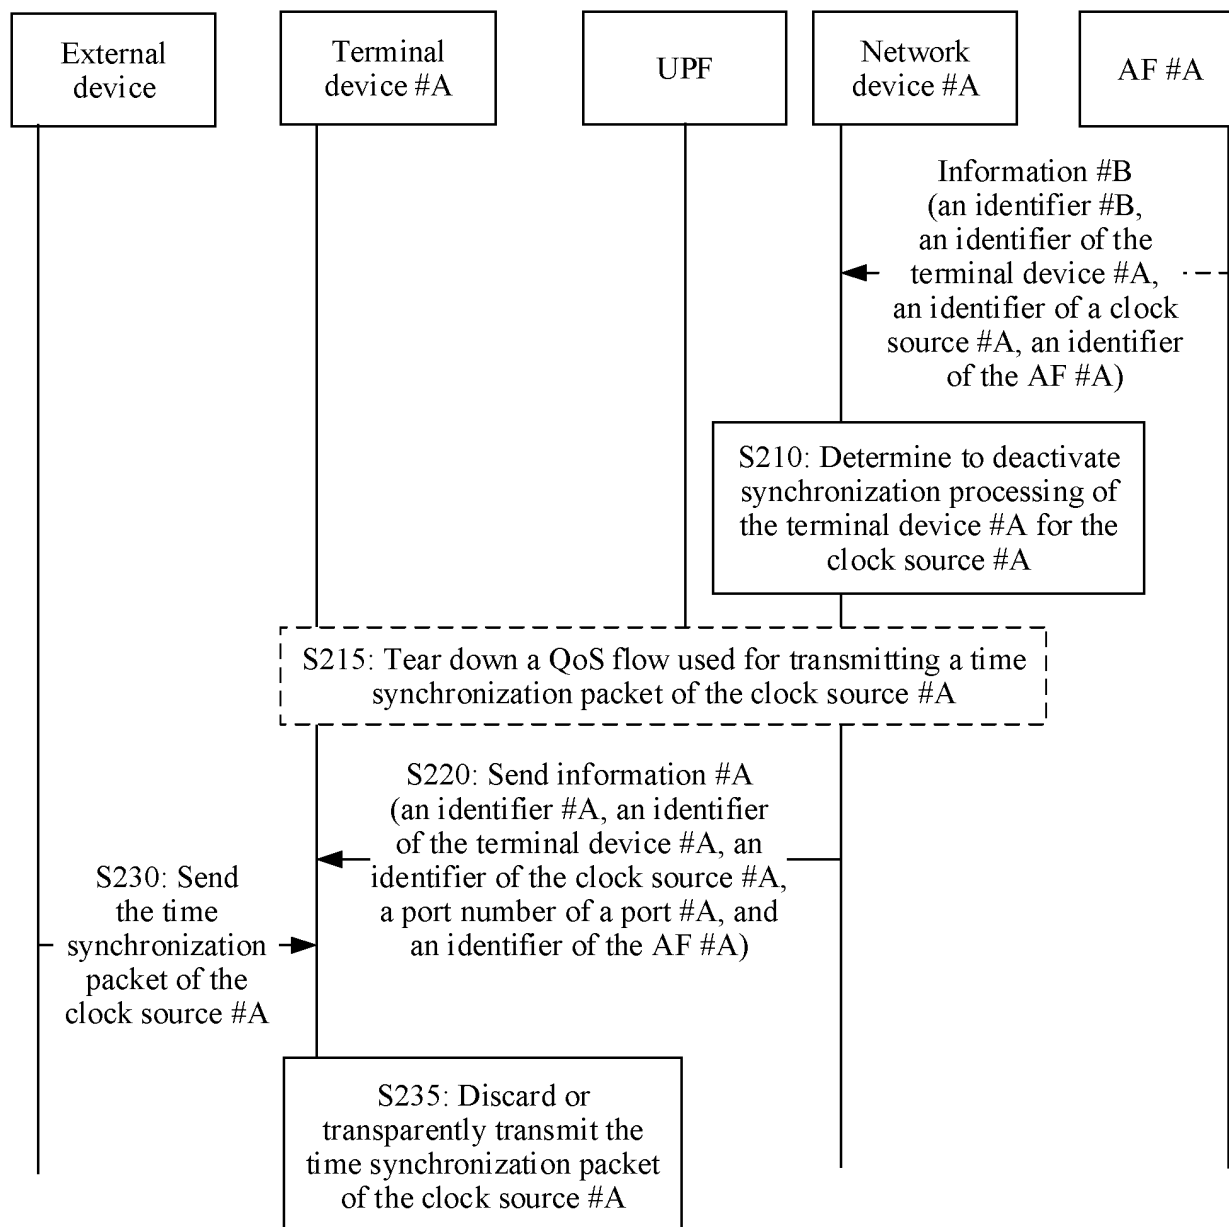 External
device
Terminal
device #A
UPF
Network
device #A
AF #A
Information #B
(an identifier #B,
an identifier of the
terminal device #A,
an identifier of a clock
source #A, an identifier
of the AF #A)
S210: Determine to deactivate
synchronization processing of
the terminal device #A for the
clock source #A
S215: Tear down a QoS flow used for transmitting a time
synchronization packet of the clock source #A
S220: Send information #A
(an identifier #A, an identifier
of the terminal device #A, an
identifier of the clock source #A,
a port number of a port #A, and
an identifier of the AF #A)
S230: Send
the time
synchronization
packet of the
clock source #A
S235: Discard or
transparently transmit the
time synchronization packet
of the clock source #A